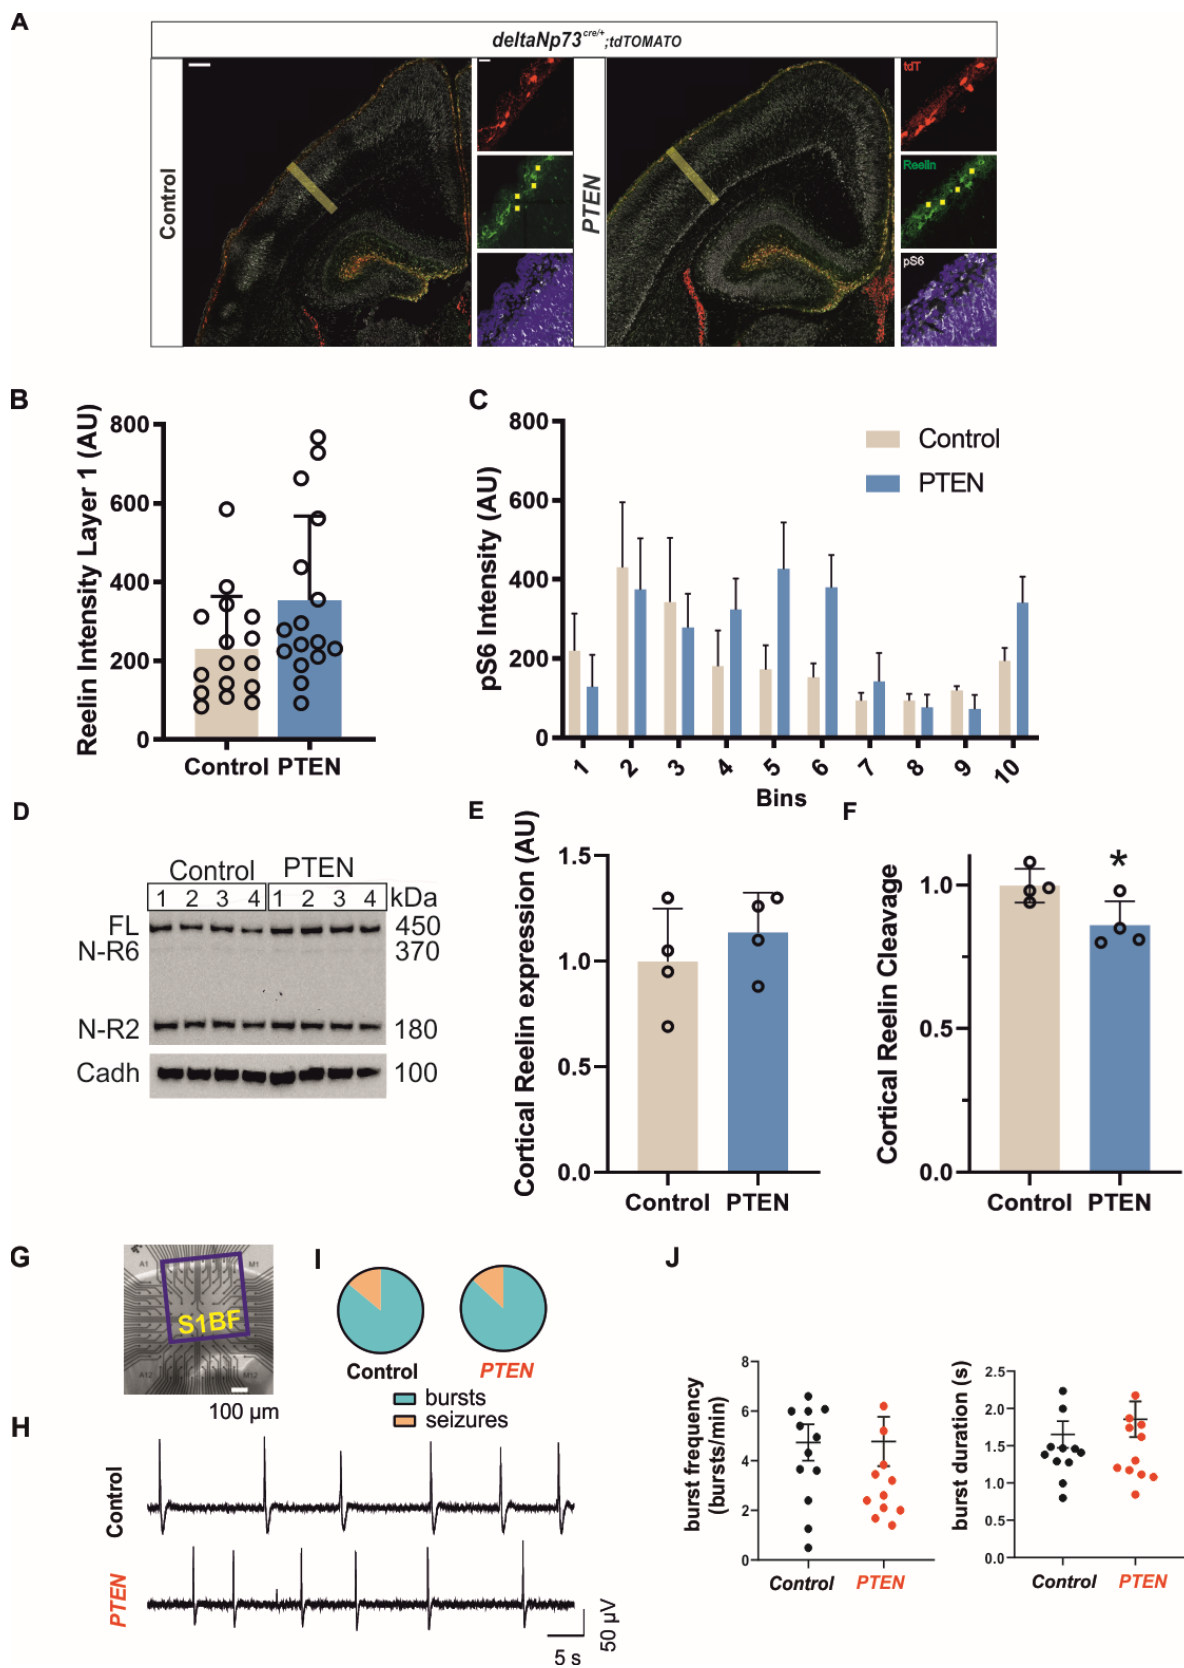 A
deltaNp73cre/+;tdTOMATO
Control
PTEN
tdT
Reelin
pS6
B
Reelin Intensity Layer 1 (AU)
800
600
400
200
0
Control PTEN
C
pS6 Intensity (AU)
800
600
400
200
0
Control
PTEN
1 2 3 4 5 6 7 8 9 10
Bins
D
Control PTEN
1 2 3 4 1 2 3 4 kDa
FL 450
N-R6 370
N-R2 180
Cadh 100
E
Cortical Reelin expression (AU)
1.5
1.0
0.5
0.0
Control PTEN
F
Cortical Reelin Cleavage
*
1.0
0.5
0.0
Control PTEN
G
A1 M1
S1BF
A12 M12
100 µm
I
Control PTEN
bursts
seizures
H
Control
PTEN
50 µV
5 s
J
burst frequency
(bursts/min)
8
6
4
2
0
Control PTEN
burst duration (s)
2.5
2.0
1.5
1.0
0.5
0.0
Control PTEN